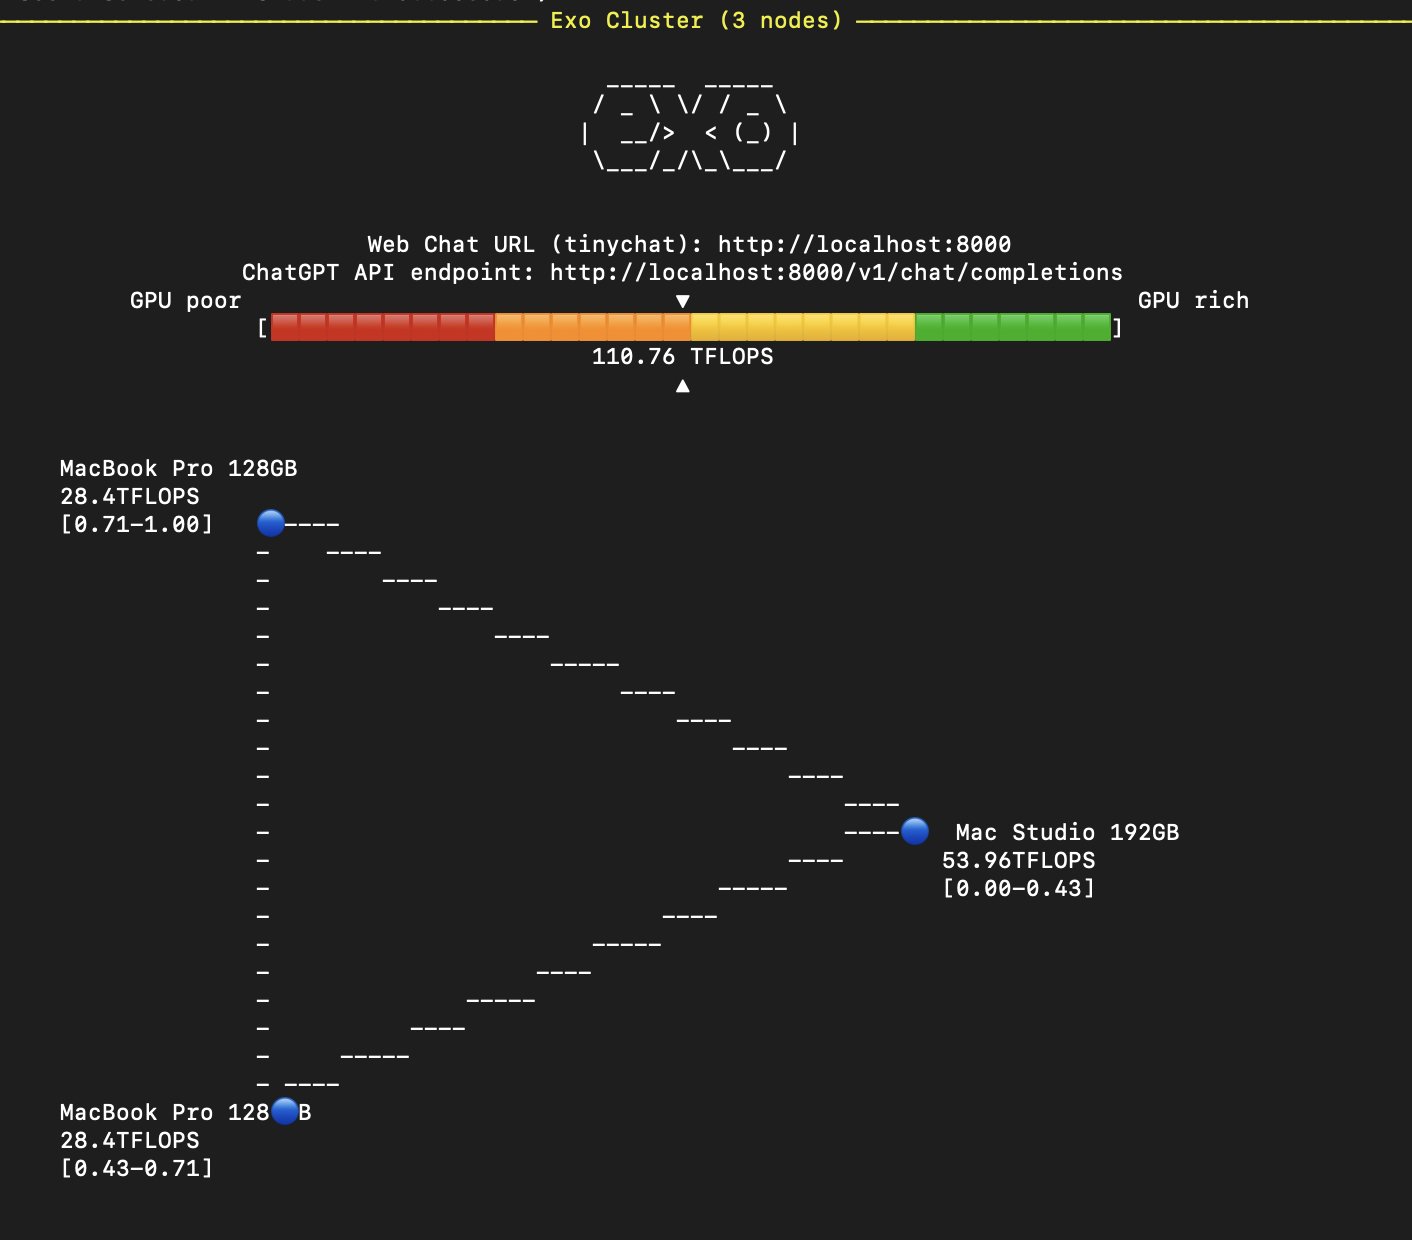 Exo Cluster (3 nodes)
  _____  _____
 / _ \ \/ / _ \
|  __/>  < (_) |
 \___/_/\_\___/
Web Chat URL (tinychat): http://localhost:8000
ChatGPT API endpoint: http://localhost:8000/v1/chat/completions
GPU poor ▼ GPU rich
[ ]
110.76 TFLOPS
▲
MacBook Pro 128GB
28.4TFLOPS
[0.71-1.00]
Mac Studio 192GB
53.96TFLOPS
[0.00-0.43]
MacBook Pro 128 B
28.4TFLOPS
[0.43-0.71]